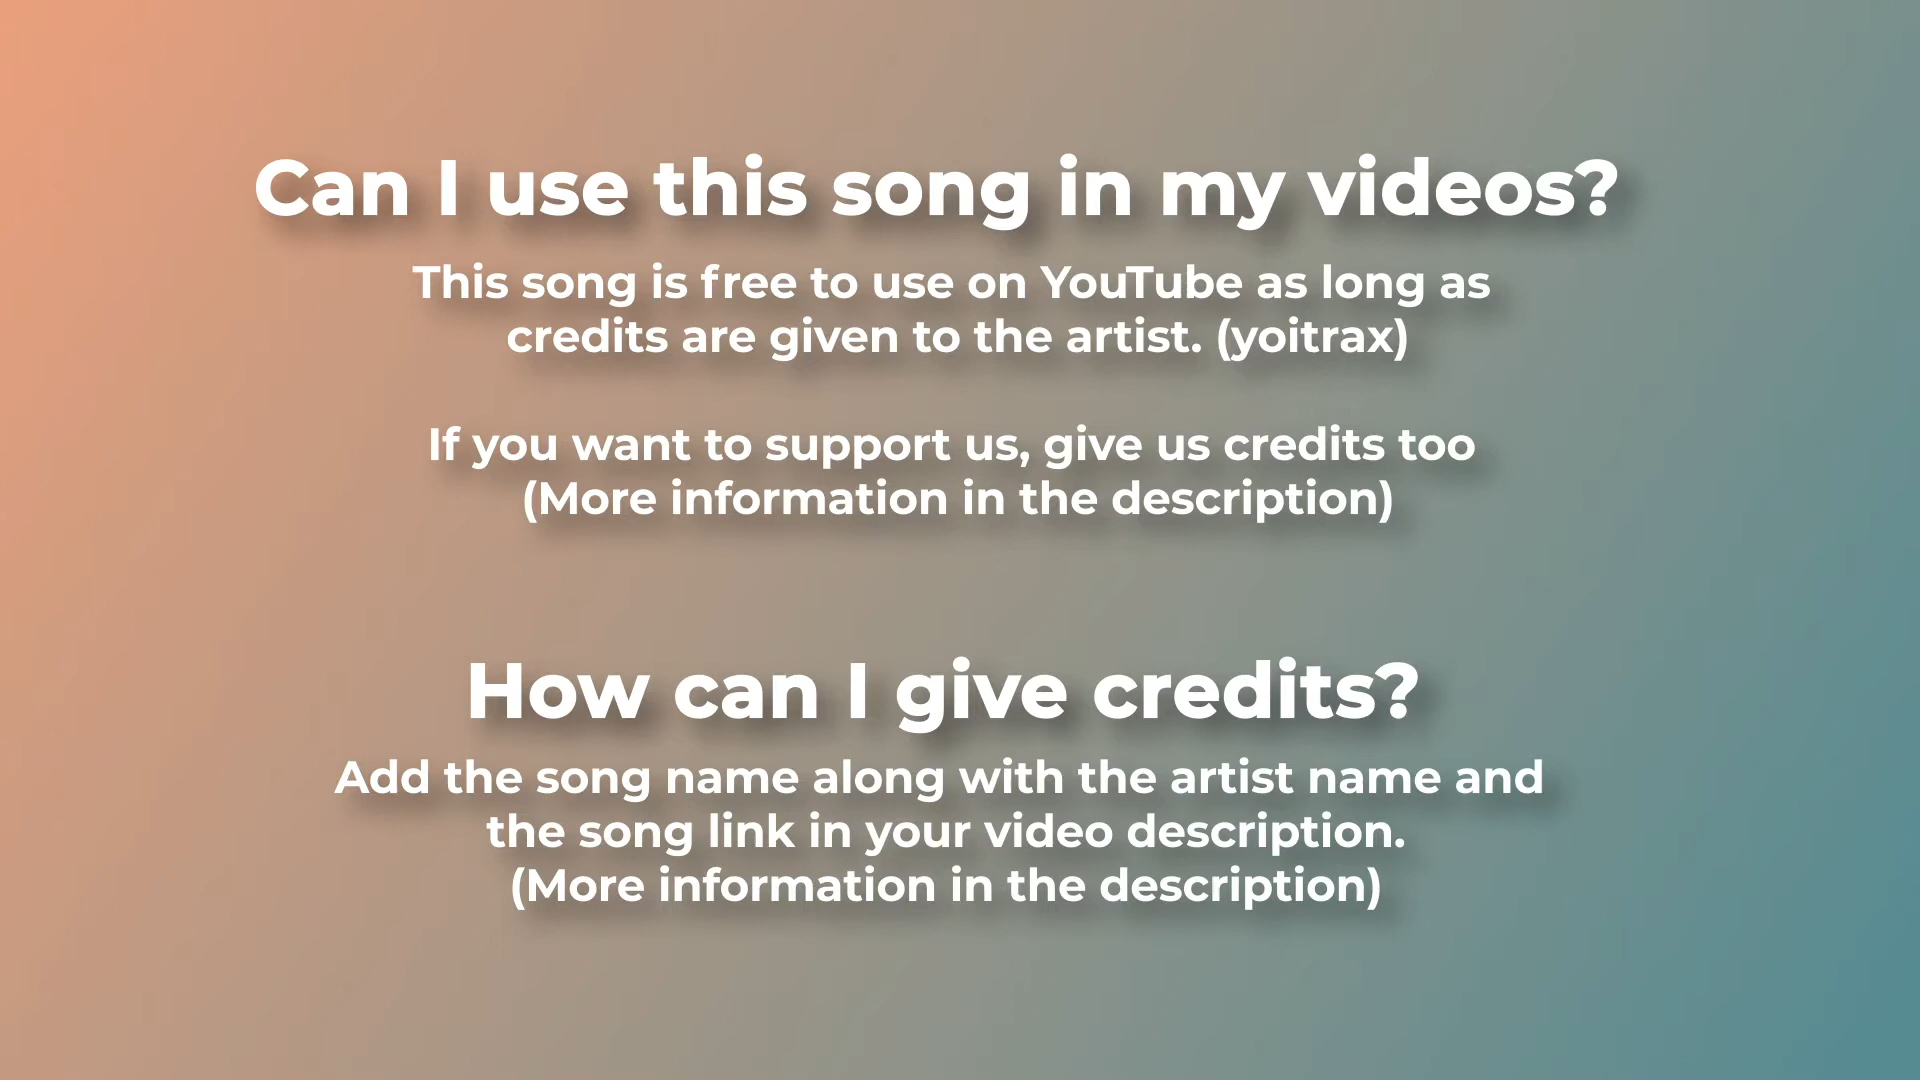 Can I use this song in my videos?
This song is free to use on YouTube as long as
credits are given to the artist. (yoitrax)
If you want to support us, give us credits too
(More information in the description)
How can I give credits?
Add the song name along with the artist name and
the song link in your video description.
(More information in the description)